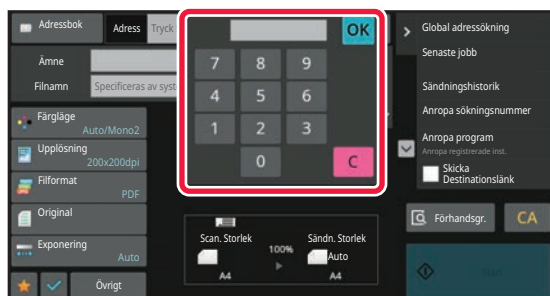 Adressbok
Adress
Tryck
OK
Global adressökning
Senaste jobb
Ämne
Filnamn
Specificeras av syst
7 8 9
4 5 6
1 2 3
0 C
Sändningshistorik
Anropa sökningsnummer
Anropa program
Anropa registrerade inst.
Skicka
Destinationslänk
Färgläge
Auto/Mono2
Upplösning
200x200dpi
Filformat
PDF
Original
Exponering
Auto
Övrigt
Scan. Storlek
100%
Sändn. Storlek
Auto
A4
A4
Förhandsgr.
CA
Start